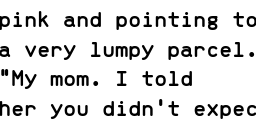 pink and pointing to
a very lumpy parcel.
"My mom. I told
her you didn't expec